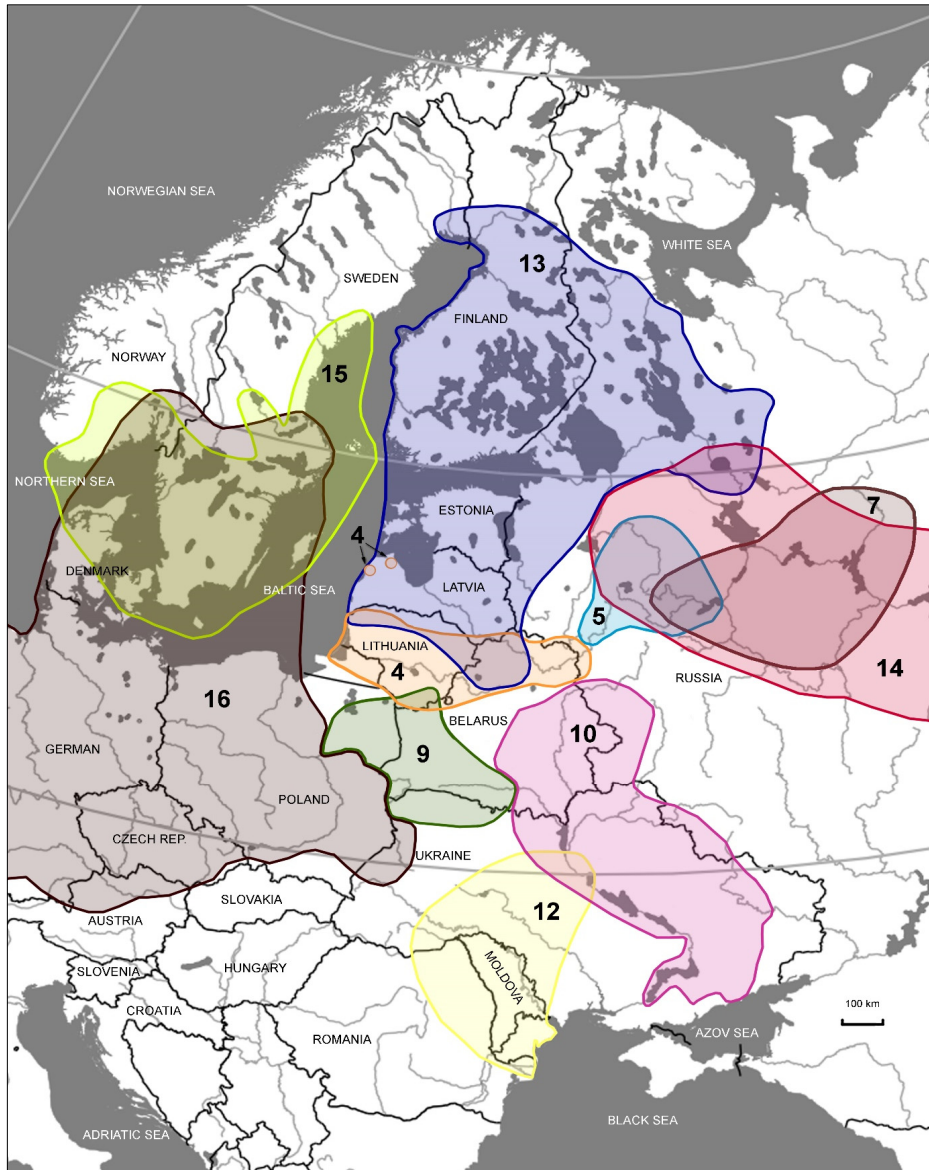 NORWEGIAN SEA
WHITE SEA
13
SWEDEN
FINLAND
NORWAY
15
NORTHERN SEA
ESTONIA
7
4
DENMARK
BALTIC SEA
LATVIA
5
LITHUANIA
4
RUSSIA
14
16
BELARUS
10
GERMAN
9
POLAND
CZECH REP.
UKRAINE
SLOVAKIA
12
AUSTRIA
SLOVENIA
HUNGARY
MOLDOVA
CROATIA
100 km
ROMANIA
AZOV SEA
BLACK SEA
ADRIATIC SEA